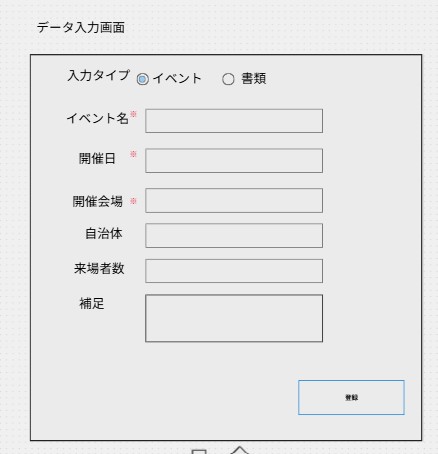 データ入力画面
入力タイプ イベント 書類
イベント名※
開催日 ※
開催会場 ※
自治体
来場者数
補足
登録